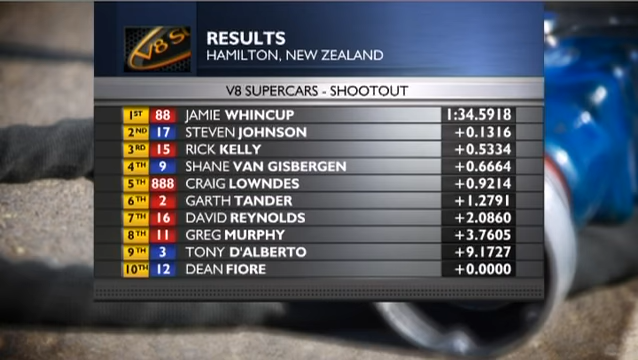 V8 Su
RESULTS
HAMILTON, NEW ZEALAND
V8 SUPERCARS - SHOOTOUT
1ST 88 JAMIE WHINCUP 1:34.5918
2ND 17 STEVEN JOHNSON +0.1316
3RD 15 RICK KELLY +0.5334
4TH 9 SHANE VAN GISBERGEN +0.6664
5TH 888 CRAIG LOWNDES +0.9214
6TH 2 GARTH TANDER +1.2791
7TH 16 DAVID REYNOLDS +2.0860
8TH 11 GREG MURPHY +3.7605
9TH 3 TONY D'ALBERTO +9.1727
10TH 12 DEAN FIORE +0.0000